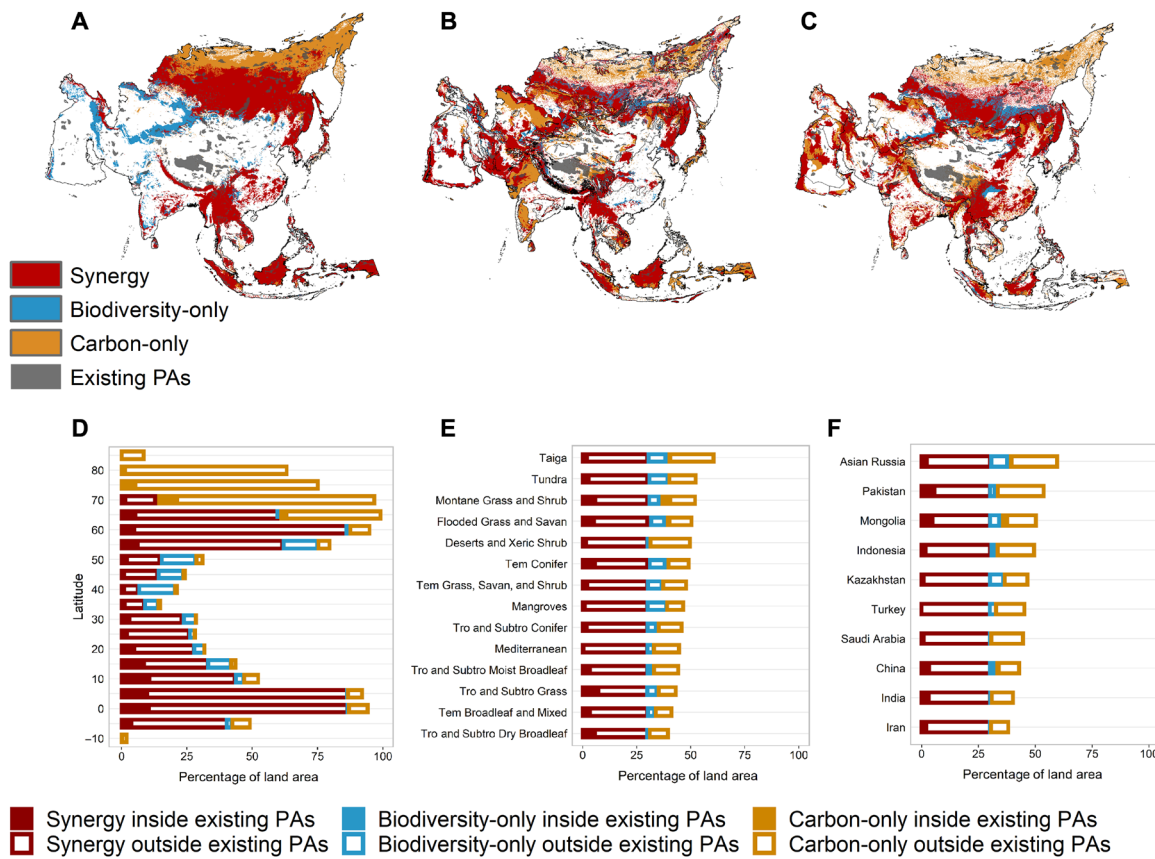 A
B
C
Synergy
Biodiversity-only
Carbon-only
Existing PAs
D
E
F
Latitude
80
70
60
50
40
30
20
10
0
−10
0 25 50 75 100
Percentage of land area
Taiga
Tundra
Montane Grass and Shrub
Flooded Grass and Savan
Deserts and Xeric Shrub
Tem Conifer
Tem Grass, Savan, and Shrub
Mangroves
Tro and Subtro Conifer
Mediterranean
Tro and Subtro Moist Broadleaf
Tro and Subtro Grass
Tem Broadleaf and Mixed
Tro and Subtro Dry Broadleaf
0 25 50 75 100
Percentage of land area
Asian Russia
Pakistan
Mongolia
Indonesia
Kazakhstan
Turkey
Saudi Arabia
China
India
Iran
0 25 50 75 100
Percentage of land area
Synergy inside existing PAs
Synergy outside existing PAs
Biodiversity-only inside existing PAs
Biodiversity-only outside existing PAs
Carbon-only inside existing PAs
Carbon-only outside existing PAs